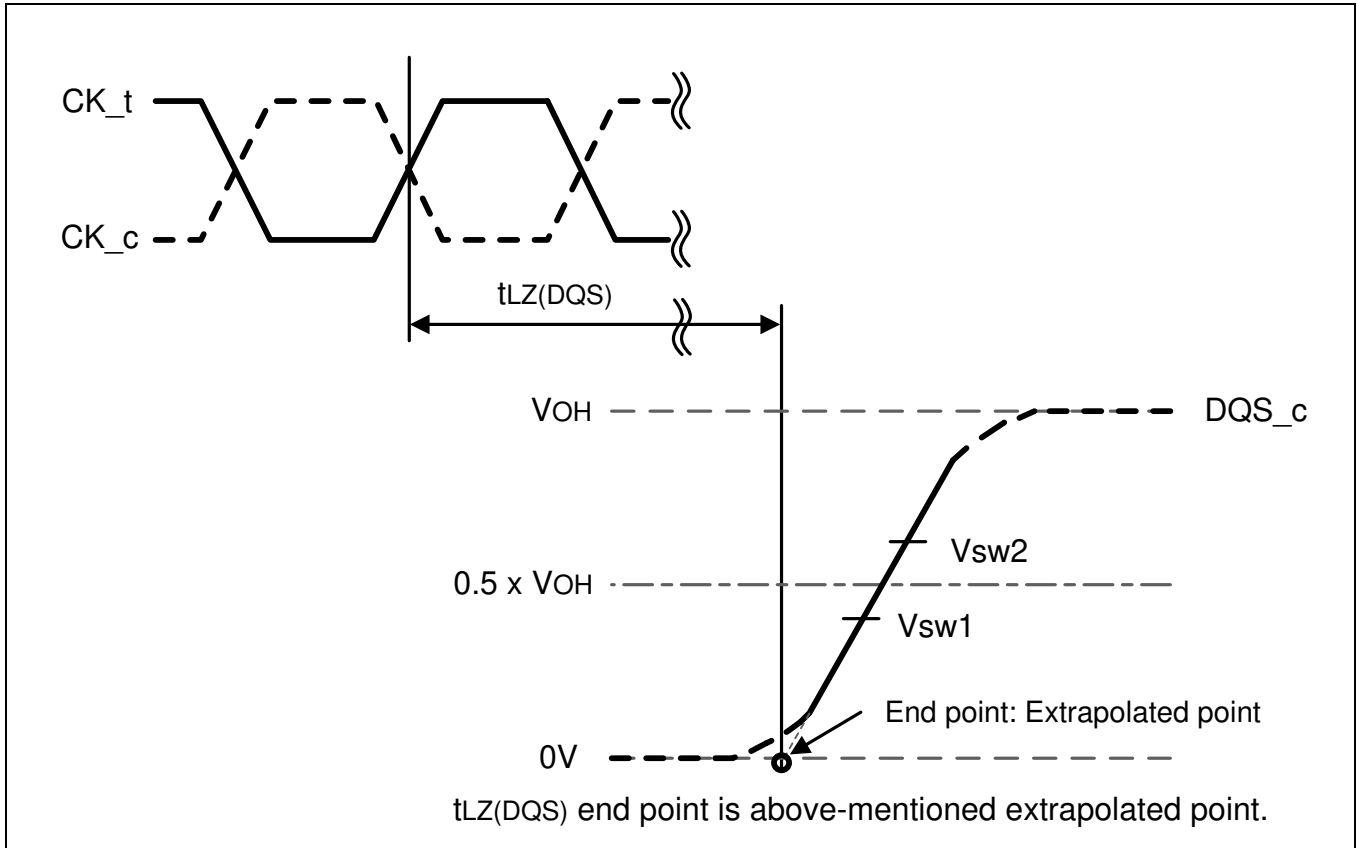 CK_t
CK_c
tLZ(DQS)
VOH
DQS_c
Vsw2
0.5 x VOH
Vsw1
End point: Extrapolated point
0V
tLZ(DQS) end point is above-mentioned extrapolated point.